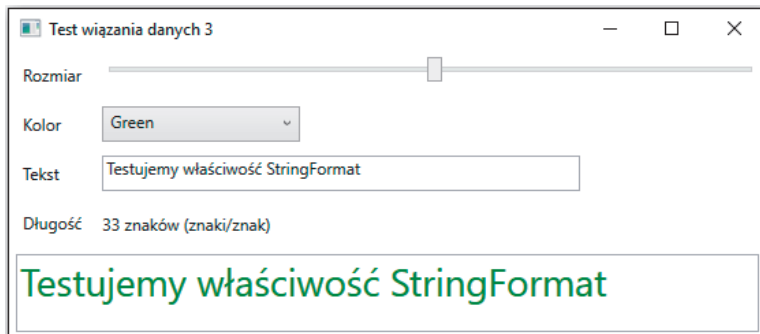 Test wiązania danych 3
Rozmiar
Kolor Green
Tekst Testujemy właściwość StringFormat
Długość 33 znaków (znaki/znak)
Testujemy właściwość StringFormat